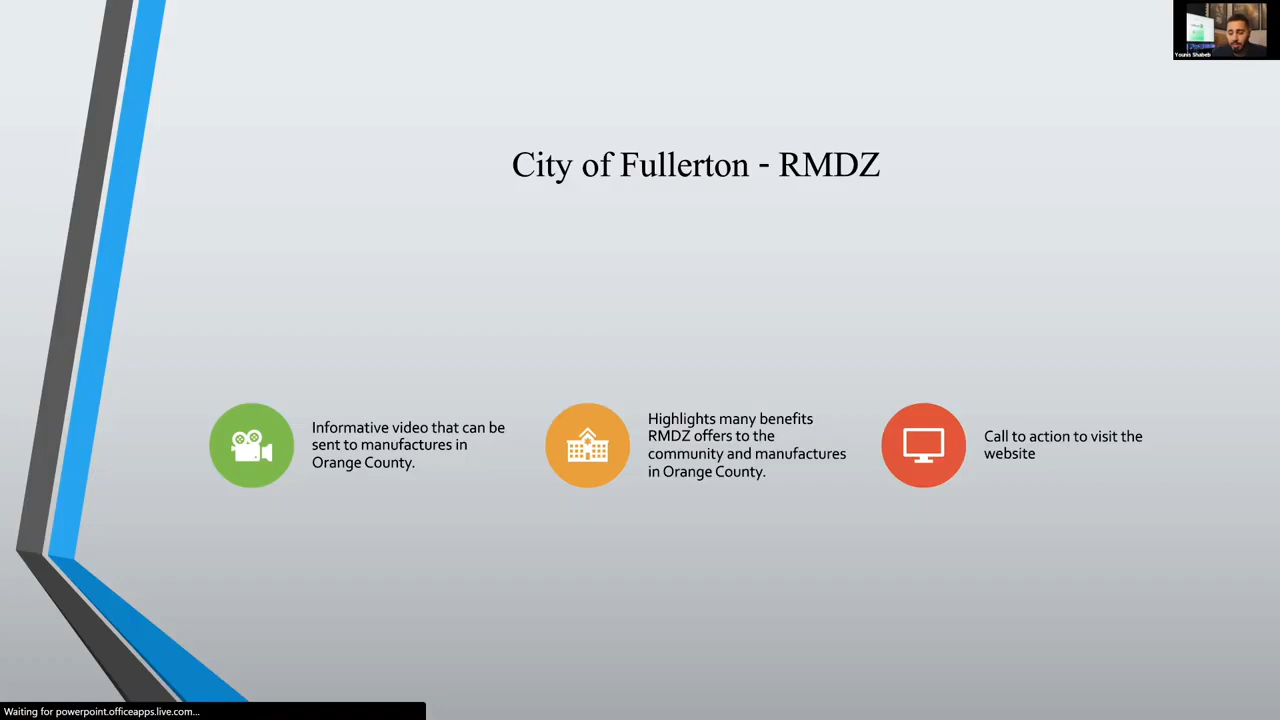 Younis Shabeb
City of Fullerton - RMDZ
Informative video that can be
sent to manufactures in
Orange County.
Highlights many benefits
RMDZ offers to the
community and manufactures
in Orange County.
Call to action to visit the
website
Waiting for powerpoint.officeapps.live.com...